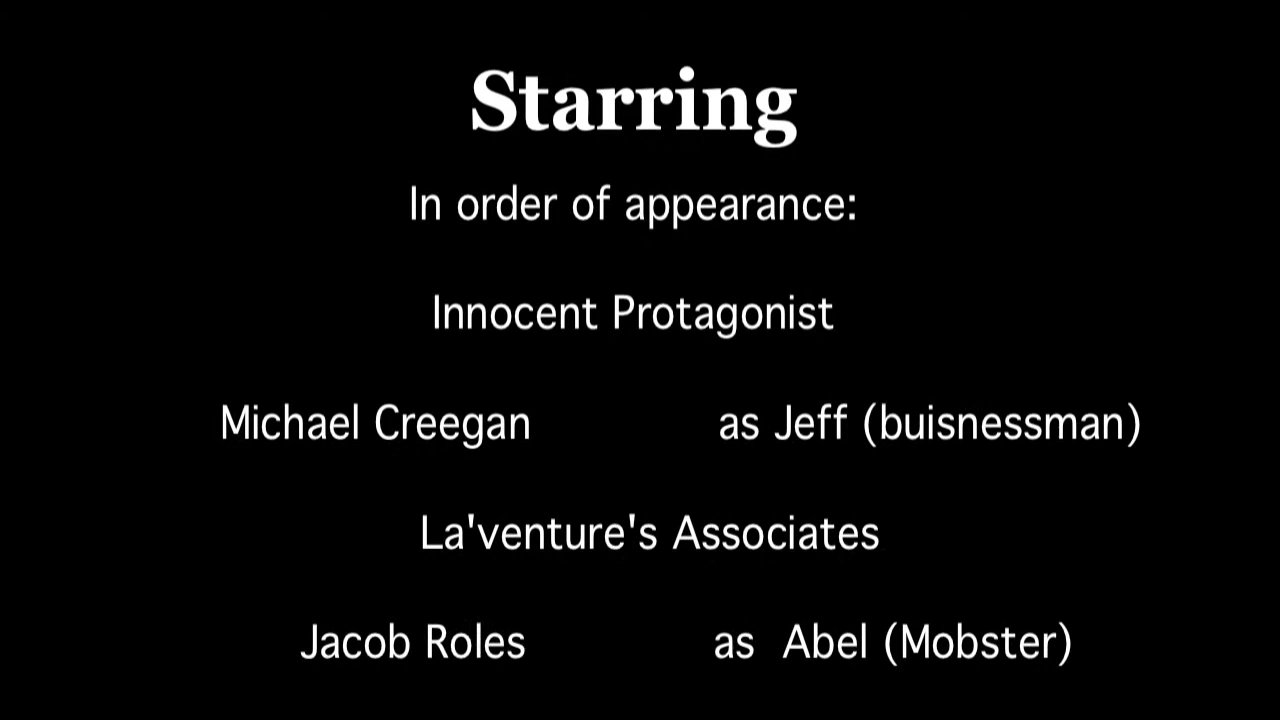 Starring
In order of appearance:
Innocent Protagonist
Michael Creegan as Jeff (buisnessman)
La'venture's Associates
Jacob Roles as Abel (Mobster)